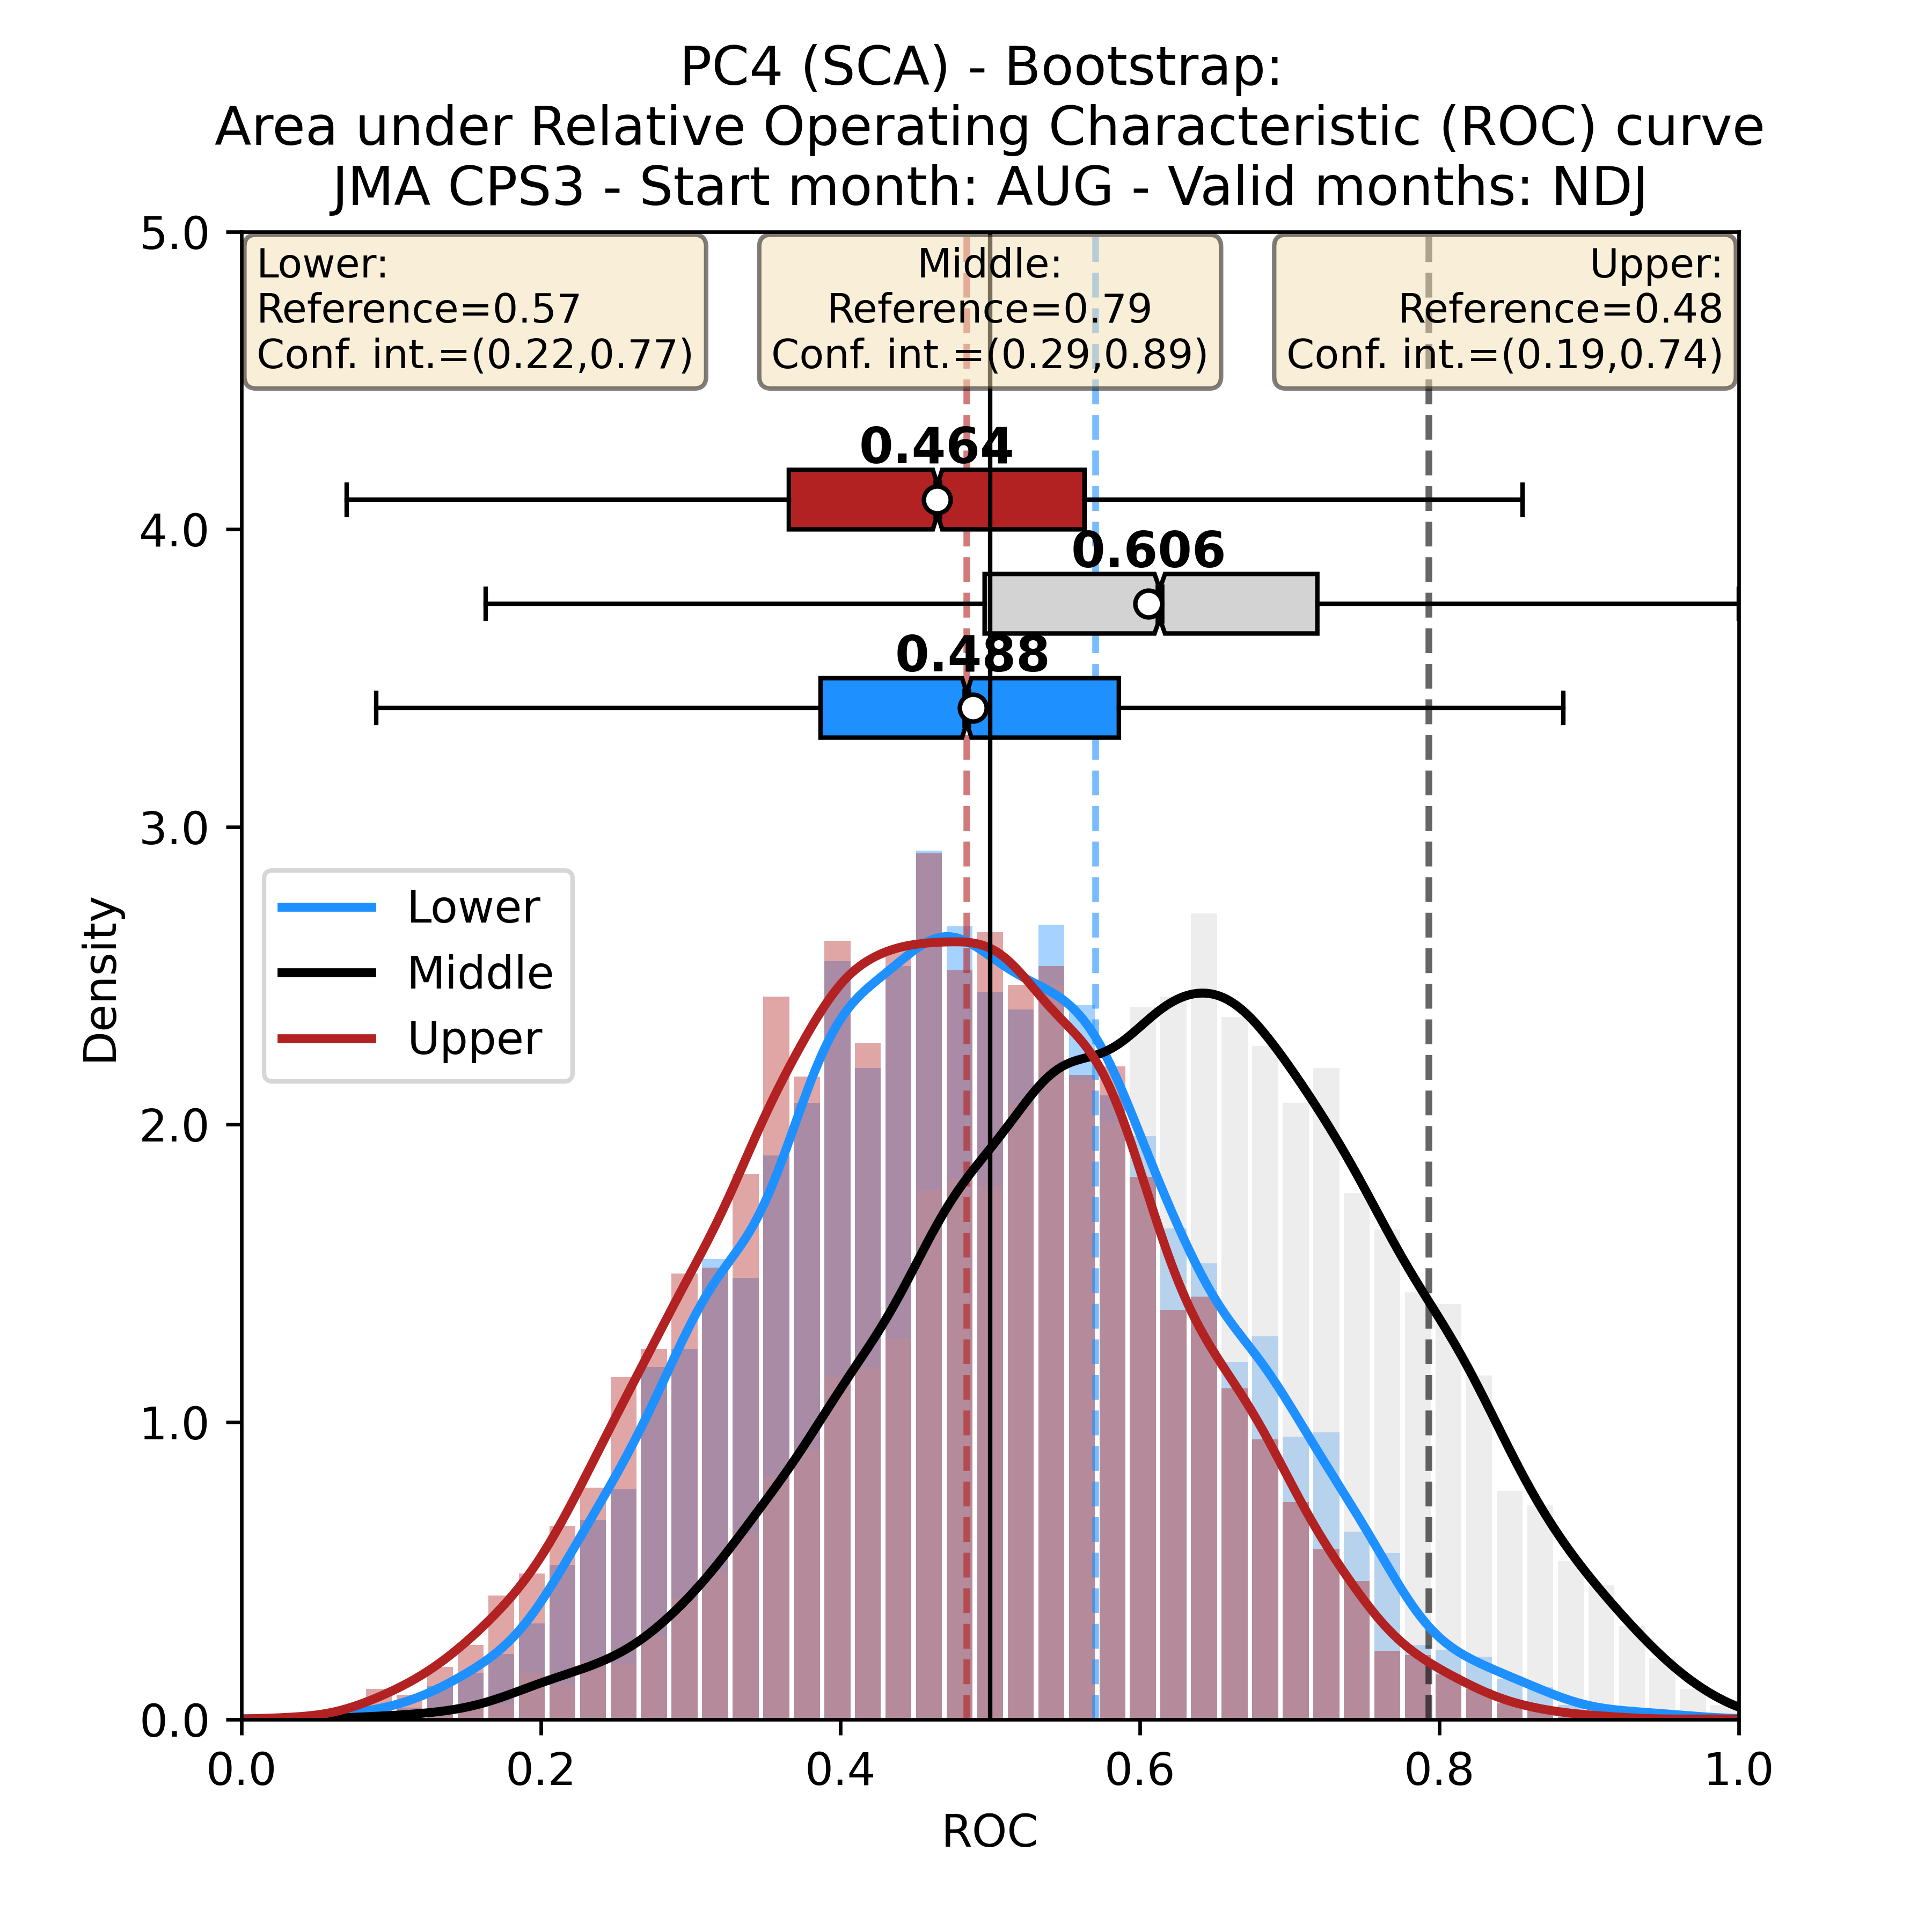 PC4 (SCA) - Bootstrap:
Area under Relative Operating Characteristic (ROC) curve
JMA CPS3 - Start month: AUG - Valid months: NDJ
Lower:
Reference=0.57
Conf. int.=(0.22,0.77)
Middle:
Reference=0.79
Conf. int.=(0.29,0.89)
Upper:
Reference=0.48
Conf. int.=(0.19,0.74)
0.464
0.606
0.488
Lower
Middle
Upper
Density
5.0
4.0
3.0
2.0
1.0
0.0
0.0
0.2
0.4
0.6
0.8
1.0
ROC